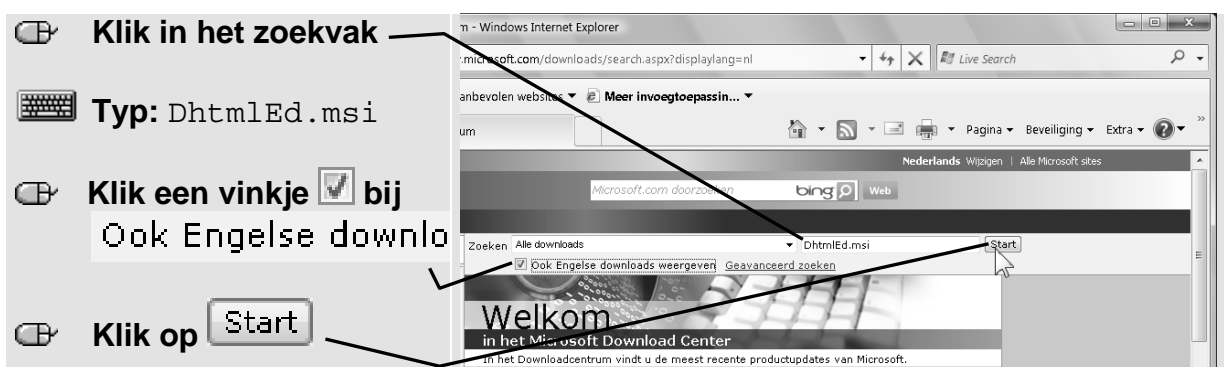 Klik in het zoekvak
Typ: DhtmlEd.msi
Klik een vinkje bij
Ook Engelse downlo
Klik op Start
m - Windows Internet Explorer
.microsoft.com/downloads/search.aspx?displaylang=nl
Live Search
anbevolen websites Meer invoegtoepassin...
um
Pagina Beveiliging Extra
Nederlands Wijzigen | Alle Microsoft sites
Microsoft.com doorzoeken bing Web
Zoeken Alle downloads DhtmlEd.msi Start
Ook Engelse downloads weergeven Geavanceerd zoeken
Welkom
in het Microsoft Download Center
In het Downloadcentrum vindt u de meest recente productupdates van Microsoft.